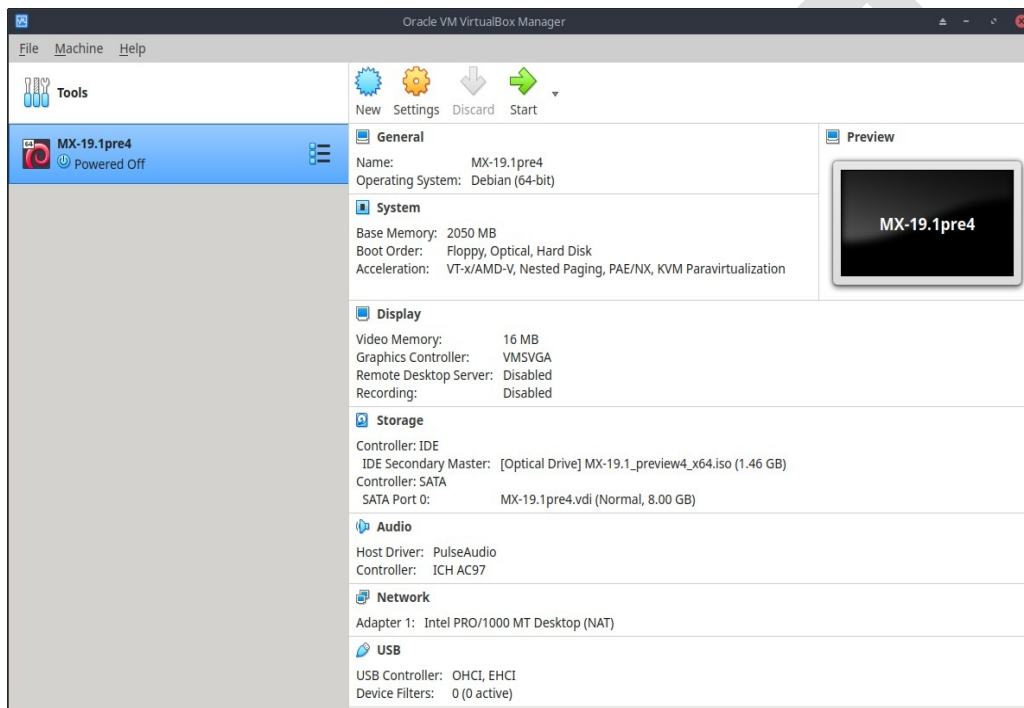 Oracle VM VirtualBox Manager
File Machine Help
Tools
New Settings Discard Start
64
MX-19.1pre4
Powered Off
General
Name: MX-19.1pre4
Operating System: Debian (64-bit)
Preview
MX-19.1pre4
System
Base Memory: 2050 MB
Boot Order: Floppy, Optical, Hard Disk
Acceleration: VT-x/AMD-V, Nested Paging, PAE/NX, KVM Paravirtualization
Display
Video Memory: 16 MB
Graphics Controller: VMSVGA
Remote Desktop Server: Disabled
Recording: Disabled
Storage
Controller: IDE
IDE Secondary Master: [Optical Drive] MX-19.1_preview4_x64.iso (1.46 GB)
Controller: SATA
SATA Port 0: MX-19.1pre4.vdi (Normal, 8.00 GB)
Audio
Host Driver: PulseAudio
Controller: ICH AC97
Network
Adapter 1: Intel PRO/1000 MT Desktop (NAT)
USB
USB Controller: OHCI, EHCI
Device Filters: 0 (0 active)